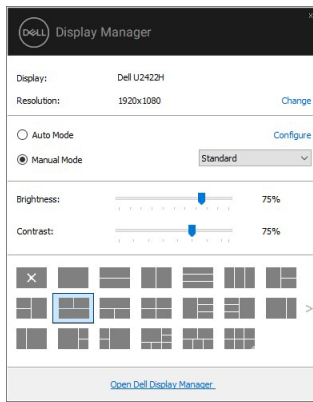 DELL Display Manager
Display: Dell U2422H
Resolution: 1920x1080 Change
Auto Mode Configure
Manual Mode Standard
Brightness: 75%
Contrast: 75%
Open Dell Display Manager